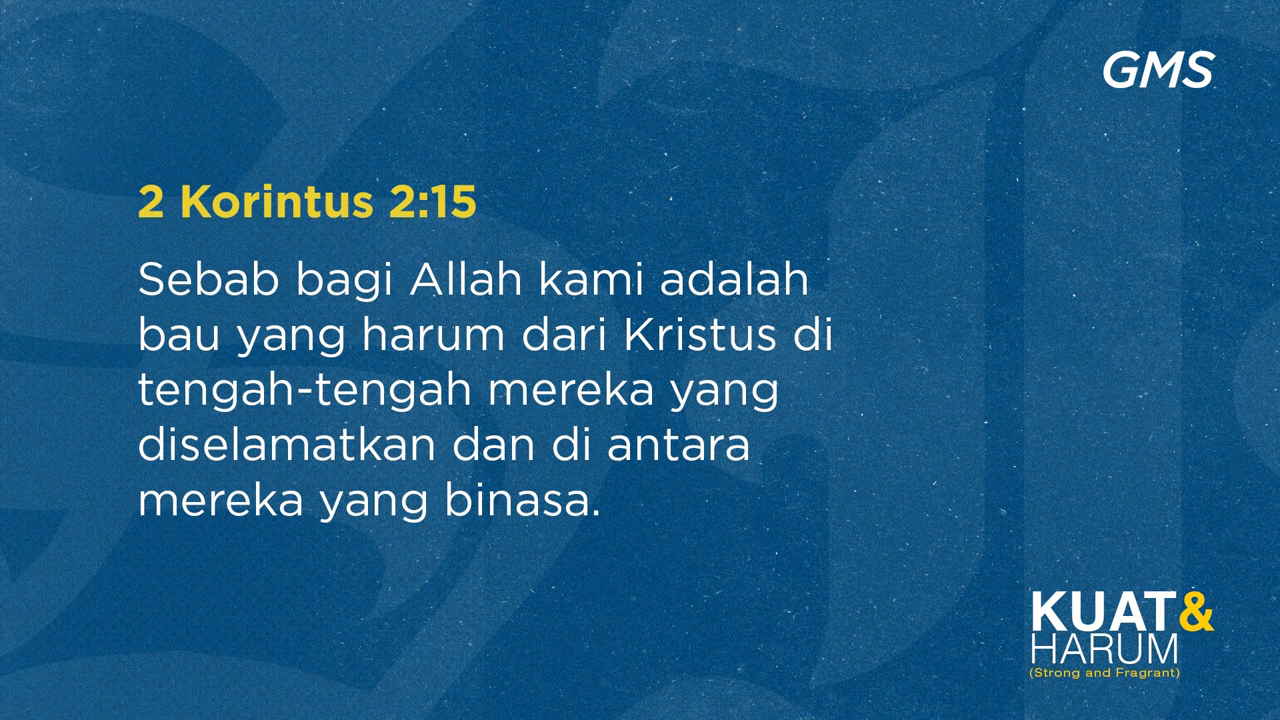 GMS
2 Korintus 2:15
Sebab bagi Allah kami adalah
bau yang harum dari Kristus di
tengah-tengah mereka yang
diselamatkan dan di antara
mereka yang binasa.
KUAT&
HARUM
(Strong and Fragrant)